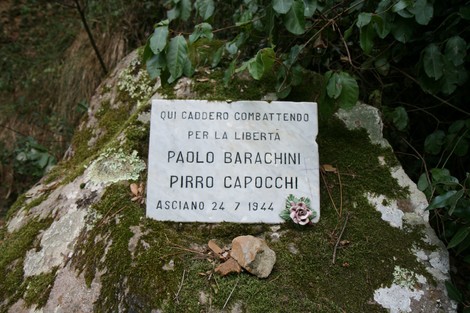 QUI CADDERO COMBATTENDO
PER LA LIBERTÀ
PAOLO BARACHINI
PIRRO CAPOCCHI
ASCIANO 24 7 1944